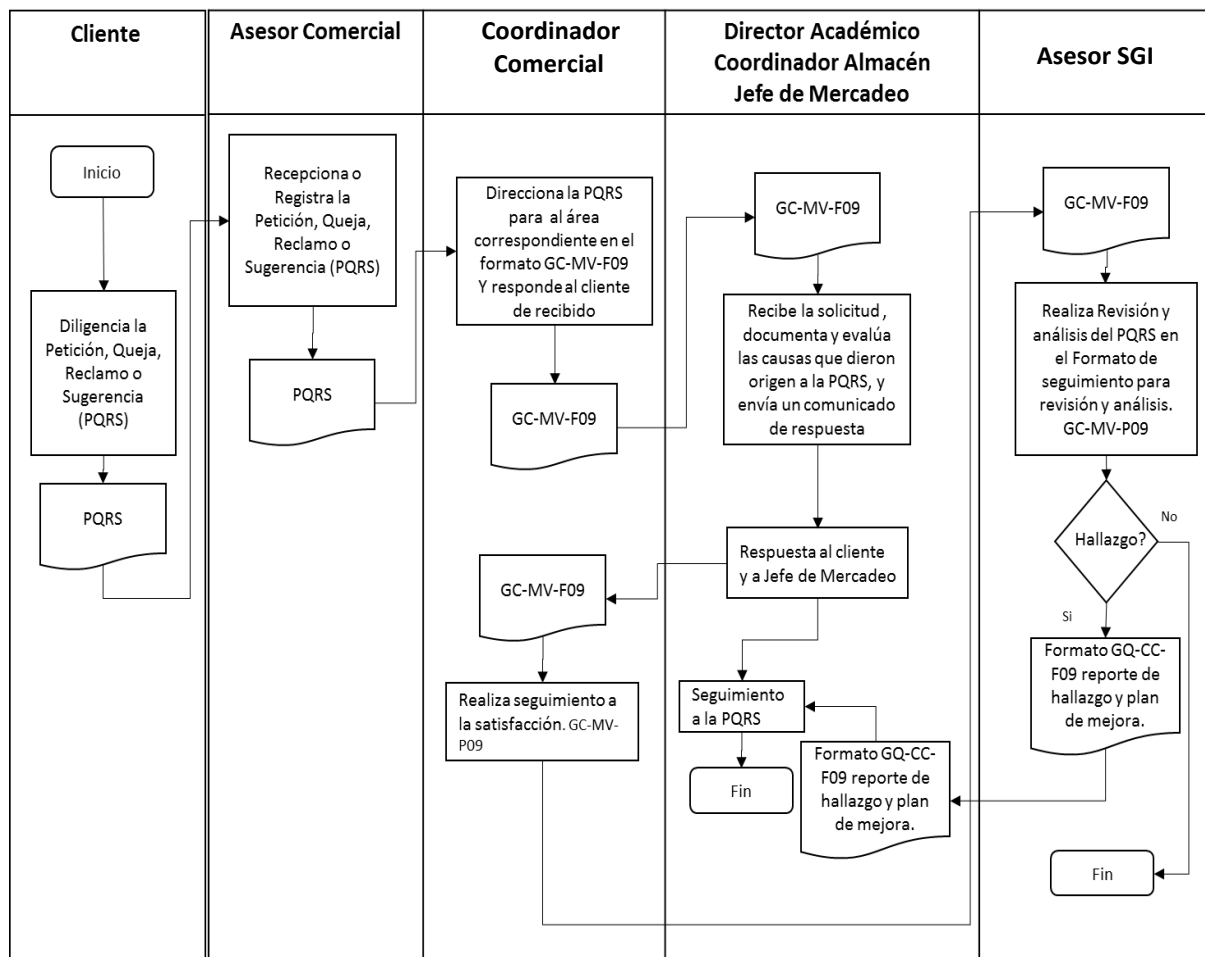 Cliente
Asesor Comercial
Coordinador
Comercial
Director Académico
Coordinador Almacén
Jefe de Mercadeo
Asesor SGI
Inicio
Diligencia la
Petición, Queja,
Reclamo o
Sugerencia
(PQRS)
PQRS
Recepciona o
Registra la
Petición, Queja,
Reclamo o
Sugerencia (PQRS)
PQRS
Direcciona la PQRS
para al área
correspondiente en el
formato GC-MV-F09
Y responde al cliente
de recibido
GC-MV-F09
GC-MV-F09
Realiza seguimiento a
la satisfacción. GC-MV-
P09
GC-MV-F09
Recibe la solicitud ,
documenta y evalúa
las causas que dieron
origen a la PQRS, y
envía un comunicado
de respuesta
Respuesta al cliente
y a Jefe de Mercadeo
Seguimiento
a la PQRS
Fin
Formato GQ-CC-
F09 reporte de
hallazgo y plan
de mejora.
GC-MV-F09
Realiza Revisión y
análisis del PQRS en
el Formato de
seguimiento para
revisión y análisis.
GC-MV-P09
Hallazgo?
No
Si
Formato GQ-CC-
F09 reporte de
hallazgo y plan
de mejora.
Fin